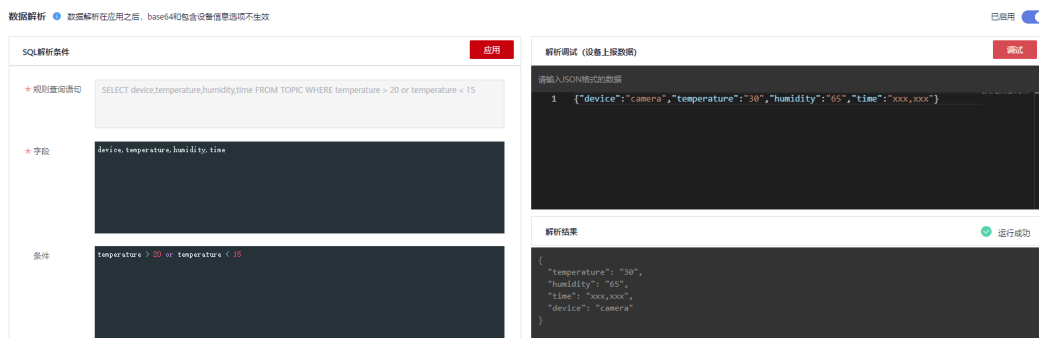 数据解析 数据解析在应用之后，base64和包含设备信息选项不生效
已启用
SQL解析条件
应用
* 规则查询语句
SELECT device,temperature,humidity,time FROM TOPIC WHERE temperature > 20 or temperature < 15
* 字段
device,temperature,humidity,time
条件
temperature > 20 or temperature < 15
解析调试（设备上报数据）
调试
请输入JSON格式的数据
1 {"device":"camera","temperature":"30","humidity":"65","time":"xxx,xxx"}
解析结果
运行成功
{
"temperature": "30",
"humidity": "65",
"time": "xxx,xxx",
"device": "camera"
}